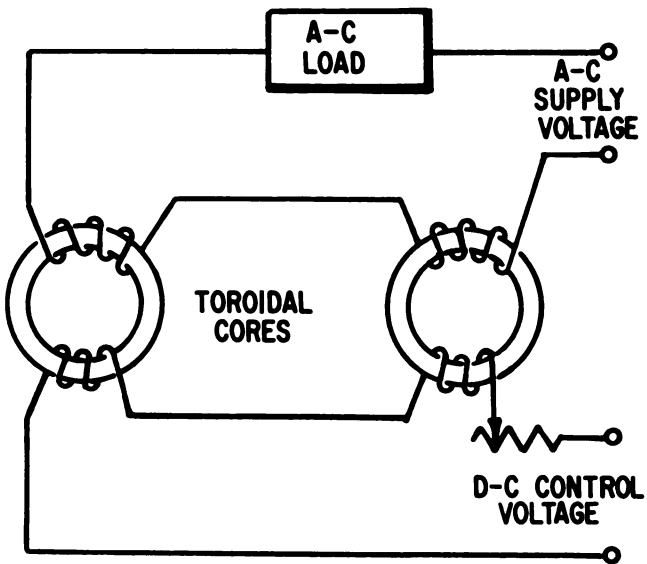 A-C
LOAD
A-C
SUPPLY
VOLTAGE
TOROIDAL
CORES
D-C CONTROL
VOLTAGE